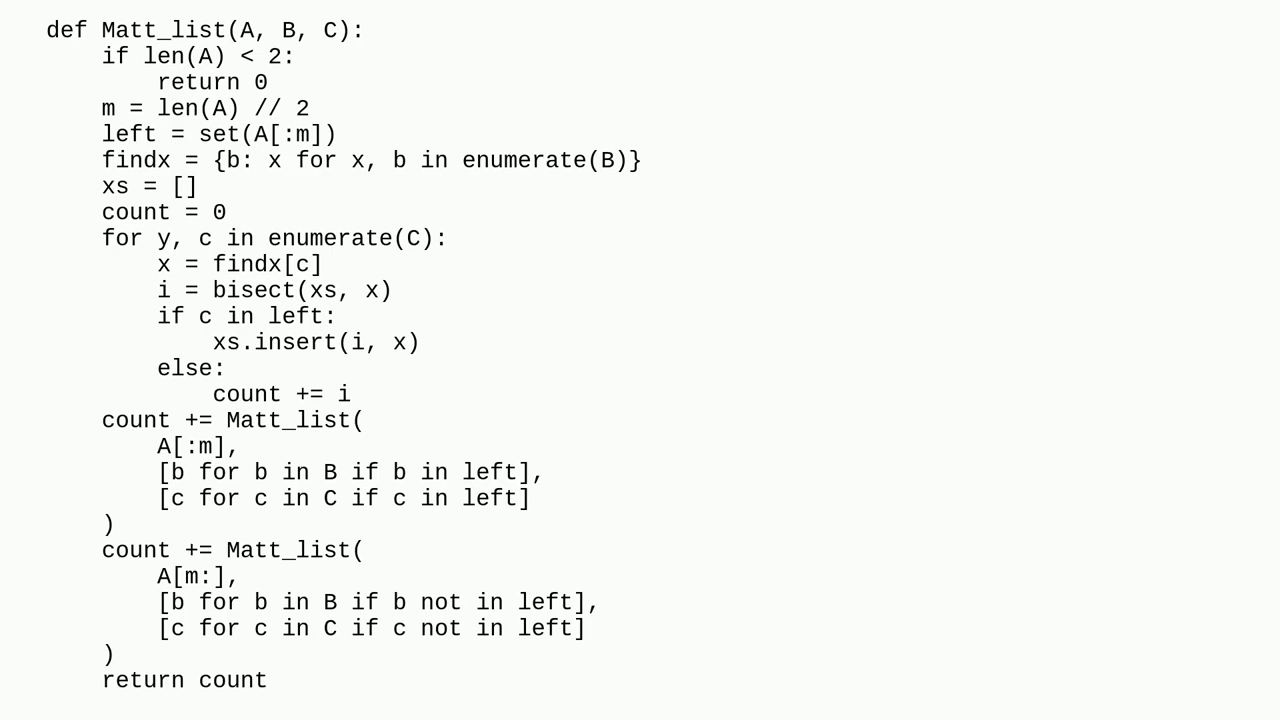 def Matt_list(A, B, C):
    if len(A) < 2:
        return 0
    m = len(A) // 2
    left = set(A[:m])
    findx = {b: x for x, b in enumerate(B)}
    xs = []
    count = 0
    for y, c in enumerate(C):
        x = findx[c]
        i = bisect(xs, x)
        if c in left:
            xs.insert(i, x)
        else:
            count += i
    count += Matt_list(
        A[:m],
        [b for b in B if b in left],
        [c for c in C if c in left]
    )
    count += Matt_list(
        A[m:],
        [b for b in B if b not in left],
        [c for c in C if c not in left]
    )
    return count